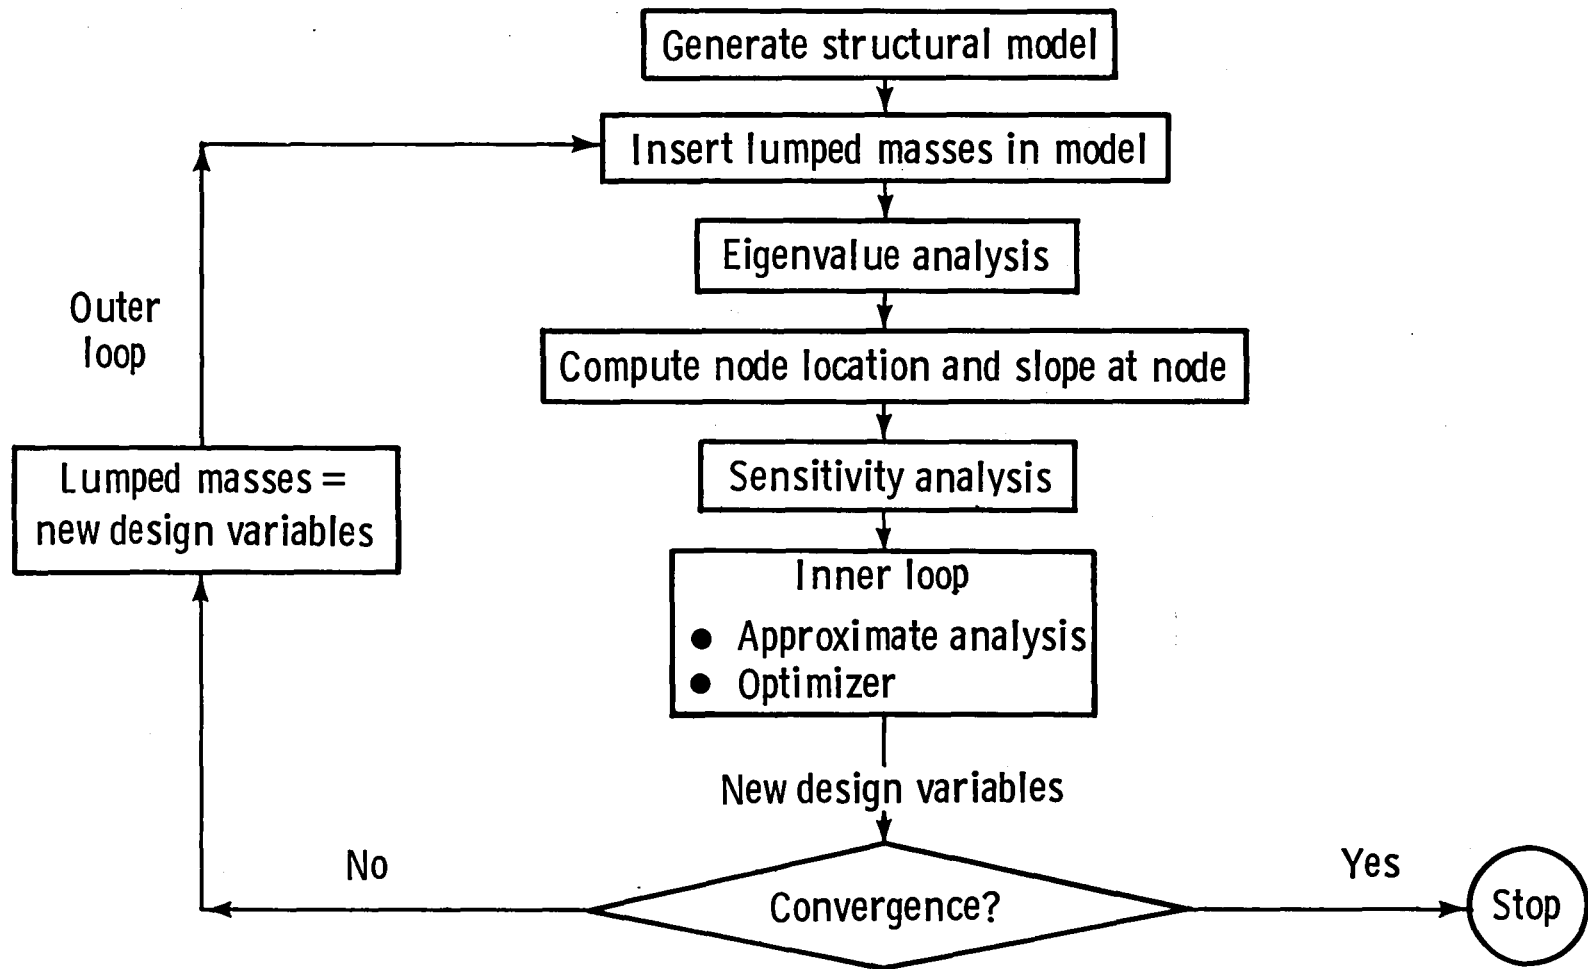 Generate structural model
Insert lumped masses in model
Eigenvalue analysis
Outer
loop
Compute node location and slope at node
Lumped masses =
new design variables
Sensitivity analysis
Inner loop
● Approximate analysis
● Optimizer
New design variables
No
Yes
Convergence?
Stop